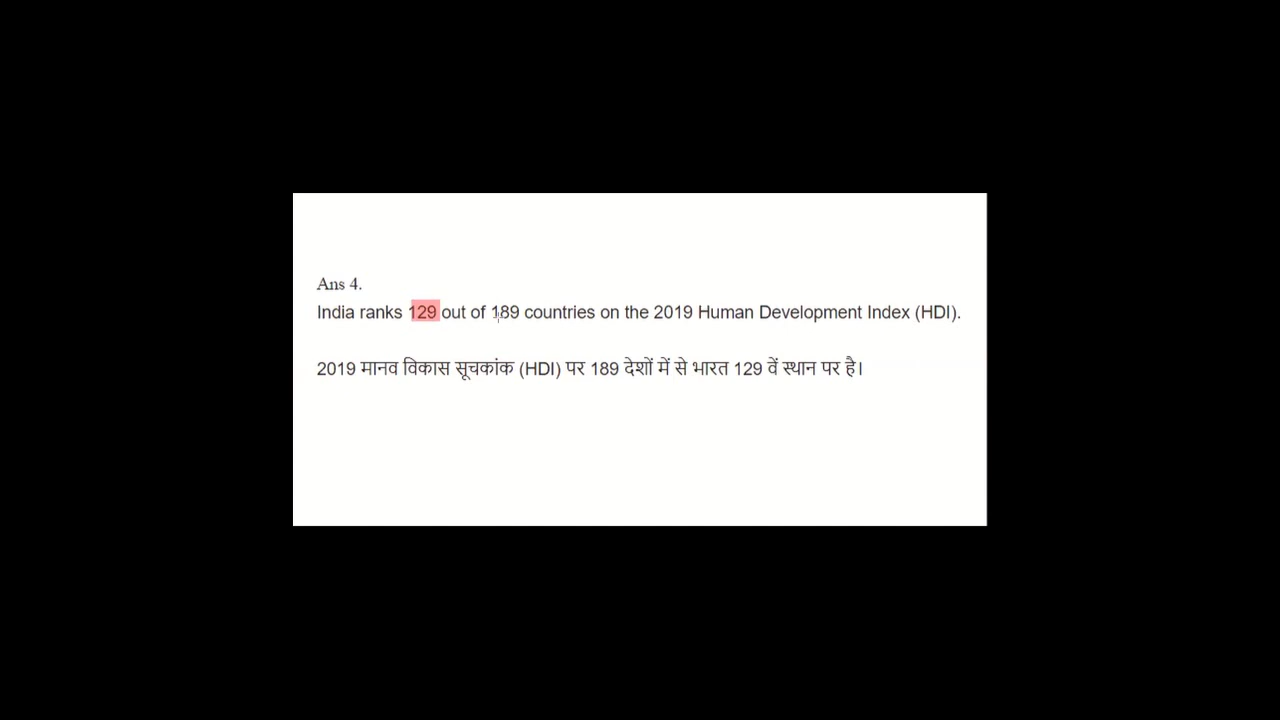 Ans 4.
India ranks 129 out of 189 countries on the 2019 Human Development Index (HDI).
2019 मानव विकास सूचकांक (HDI) पर 189 देशों में से भारत 129 वें स्थान पर है।